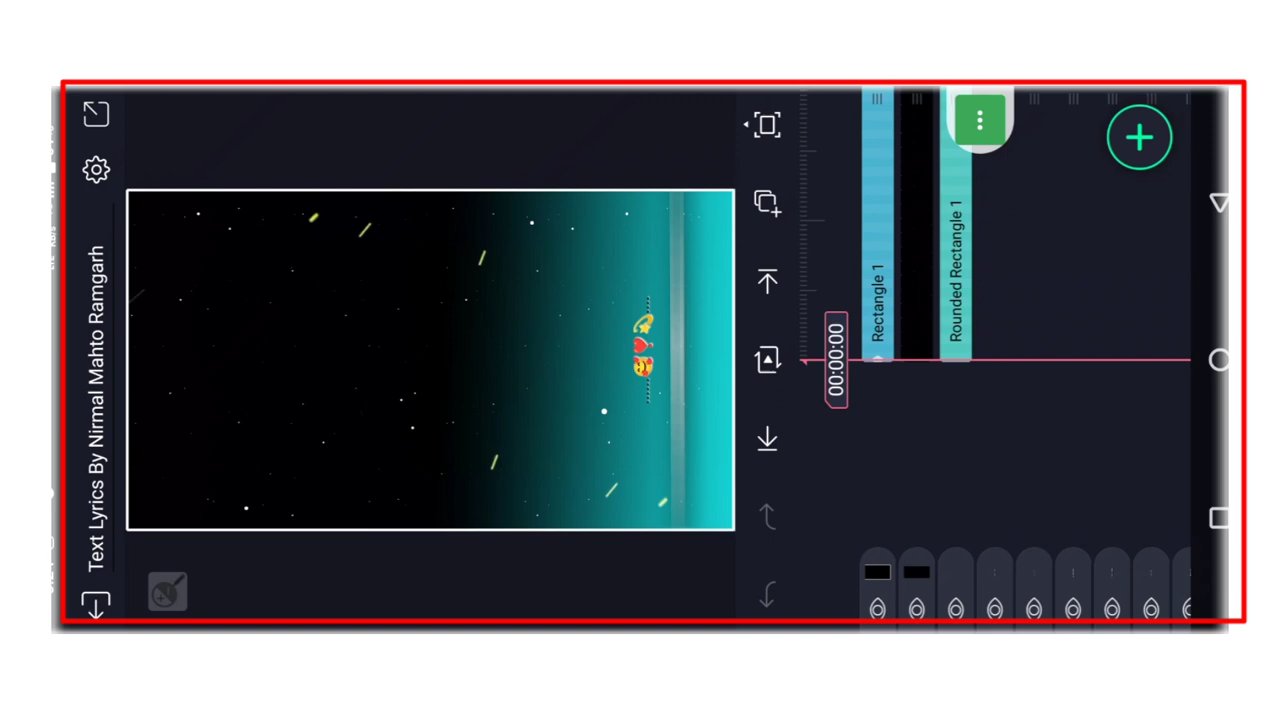 Text Lyrics By Nirmal Mahto Ramgarh
00:00:00
Rectangle 1
Rounded Rectangle 1